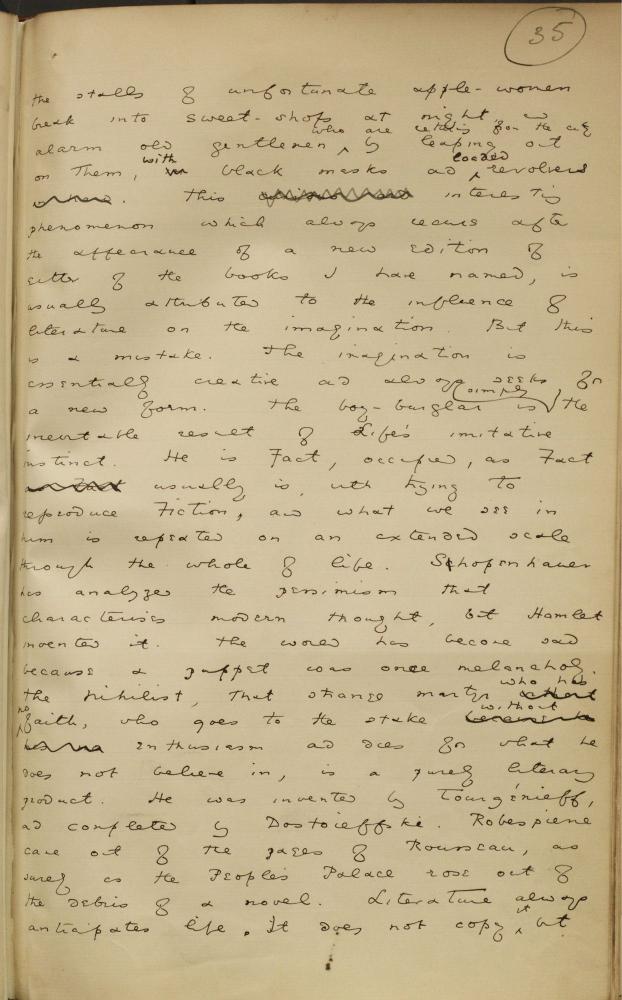 35
the stalls of unfortunate apple-women
break into sweet-shops at night and
who are returning from the city
alarm old gentlemen by leaping out
with loaded
on them, black masks and revolvers
. This interesting
phenomenon which always occurs after
the appearance of a new edition of
either of the books I have named, is
usually attributed to the influence of
literature on the imagination. But this
is a mistake. The imagination is
essentially creative and always seeks for
simply
a new form. The boy-burglar is the
inevitable result of Life's imitative
instinct. He is Fact, occupied, as Fact
usually is, with trying to
reproduce Fiction, and what we see in
him is repeated on an extended scale
through the whole of life. Schopenhauer
has analyzed the pessimism that
characterises modern thought, but Hamlet
invented it. The world has become sad
because a puppet was once melancholy.
who has
The Nihilist, that strange martyr
no without
faith, who goes to the stake
enthusiasm and dies for what he
does not believe in, is a purely literary
product. He was invented by Tourgénieff,
and completed by Dostoieffski. Robespierre
came out of the pages of Rousseau, as
surely as the People's Palace rose out of
the debris of a novel. Literature always
it
anticipates life. It does not copy, but